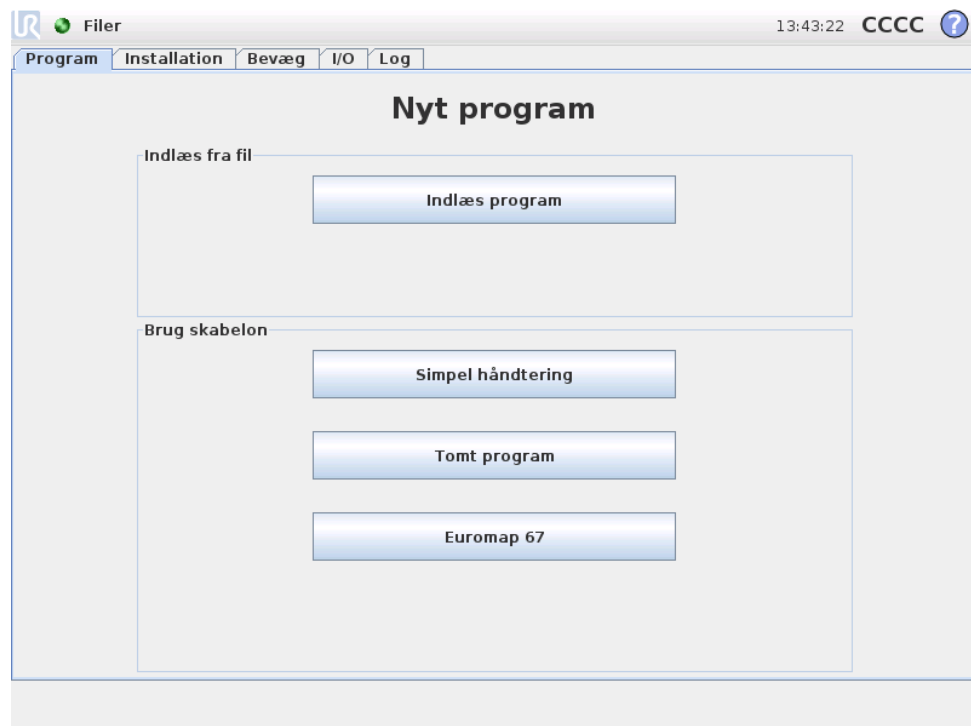 UR Filer 13:43:22 CCCC ?
Program Installation Bevæg I/O Log
Nyt program
Indlæs fra fil
Indlæs program
Brug skabelon
Simpel håndtering
Tomt program
Euromap 67